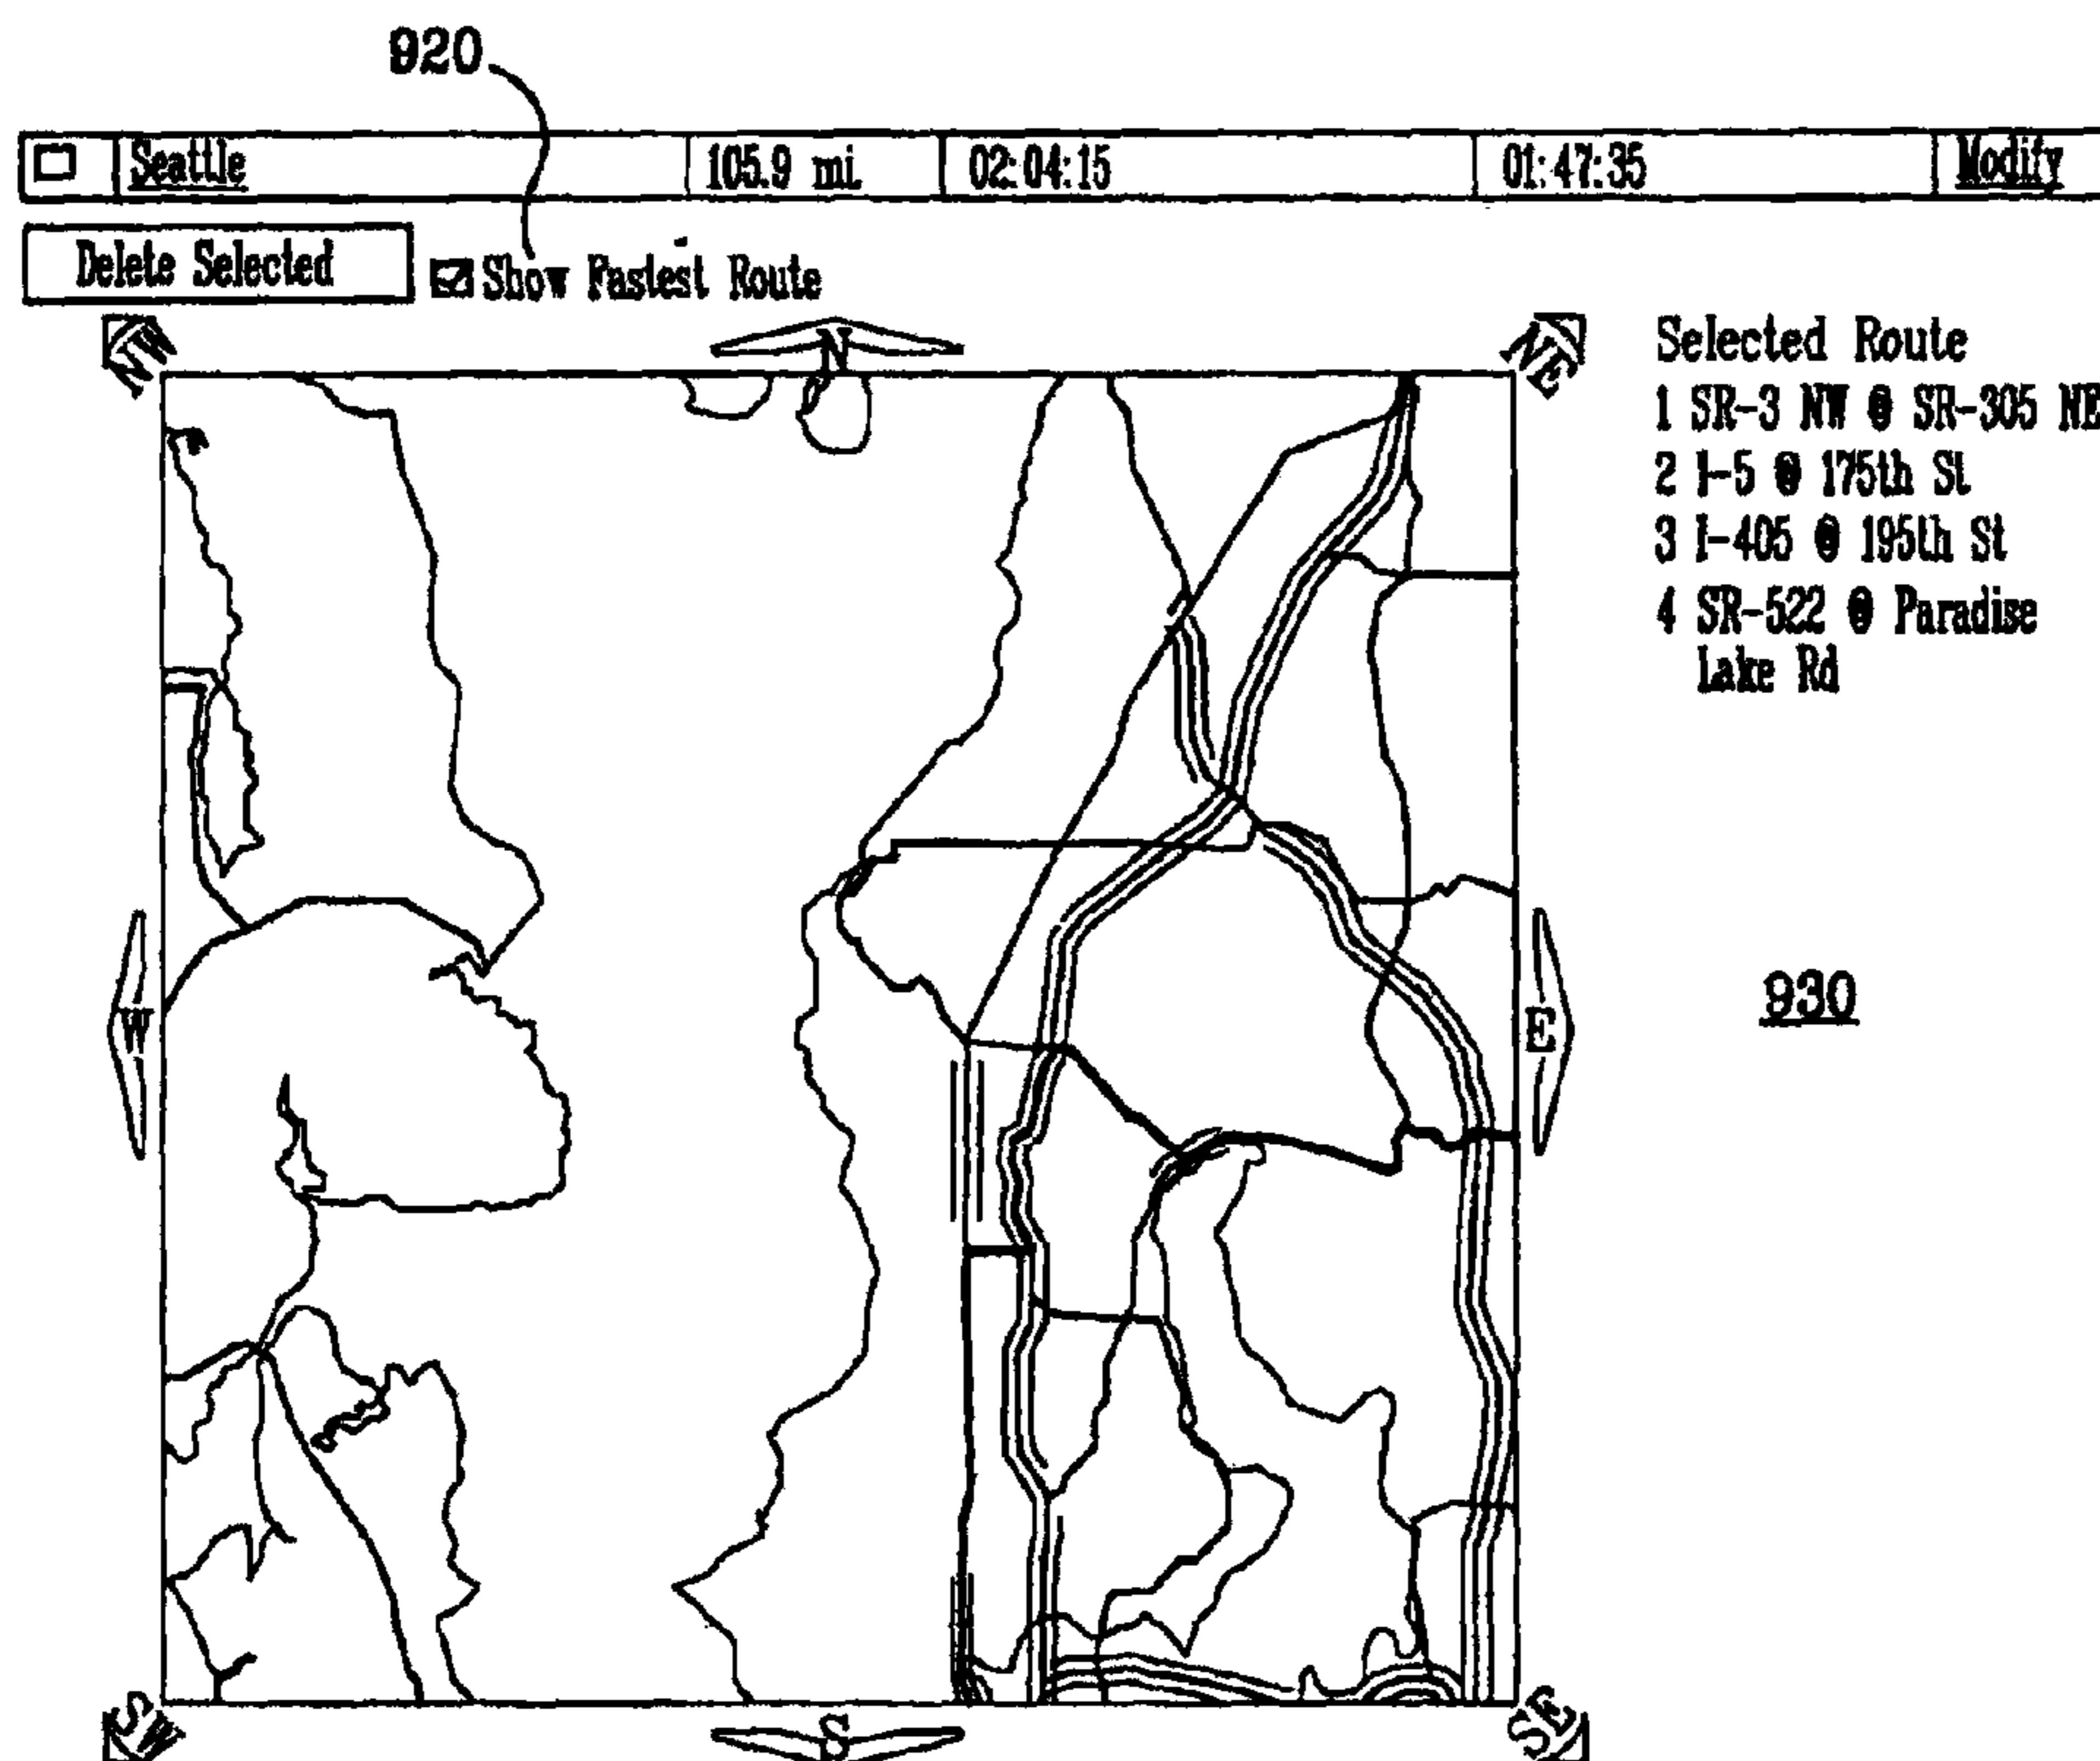 920
Seattle 105.9 mi. 02:04:15 01:47:35 Modify
Delete Selected Show Fastest Route
NW N NE
Selected Route
1 SR-3 NW @ SR-305 NE
2 I-5 @ 175th St
3 I-405 @ 195th St
4 SR-522 @ Paradise
Lake Rd
W E
930
SW S SE